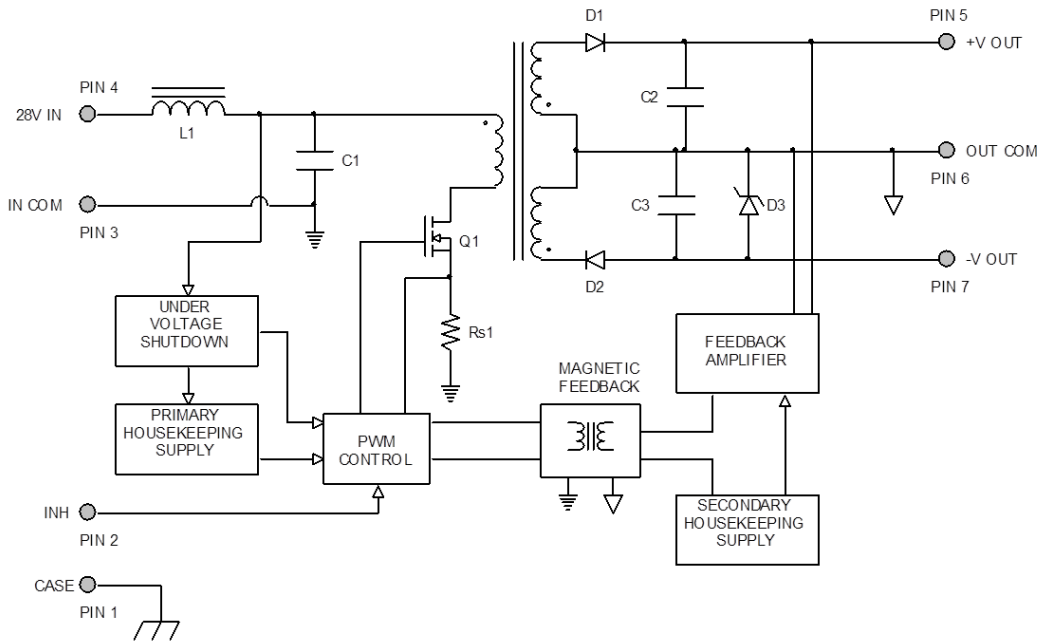 D1
PIN 5
+V OUT
PIN 4
28V IN
L1
C2
C1
OUT COM
PIN 6
IN COM
PIN 3
C3
D3
Q1
-V OUT
D2
PIN 7
UNDER
VOLTAGE
SHUTDOWN
Rs1
FEEDBACK
AMPLIFIER
MAGNETIC
FEEDBACK
PRIMARY
HOUSEKEEPING
SUPPLY
PWM
CONTROL
INH
PIN 2
SECONDARY
HOUSEKEEPING
SUPPLY
CASE
PIN 1